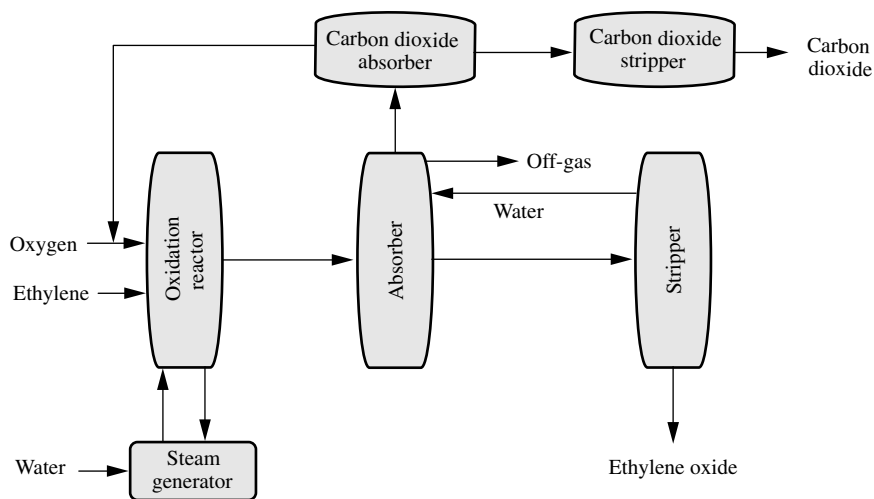 Carbon dioxide
absorber
Carbon dioxide
stripper
Carbon
dioxide
Off-gas
Water
Oxygen
Ethylene
Oxidation
reactor
Absorber
Stripper
Water
Steam
generator
Ethylene oxide